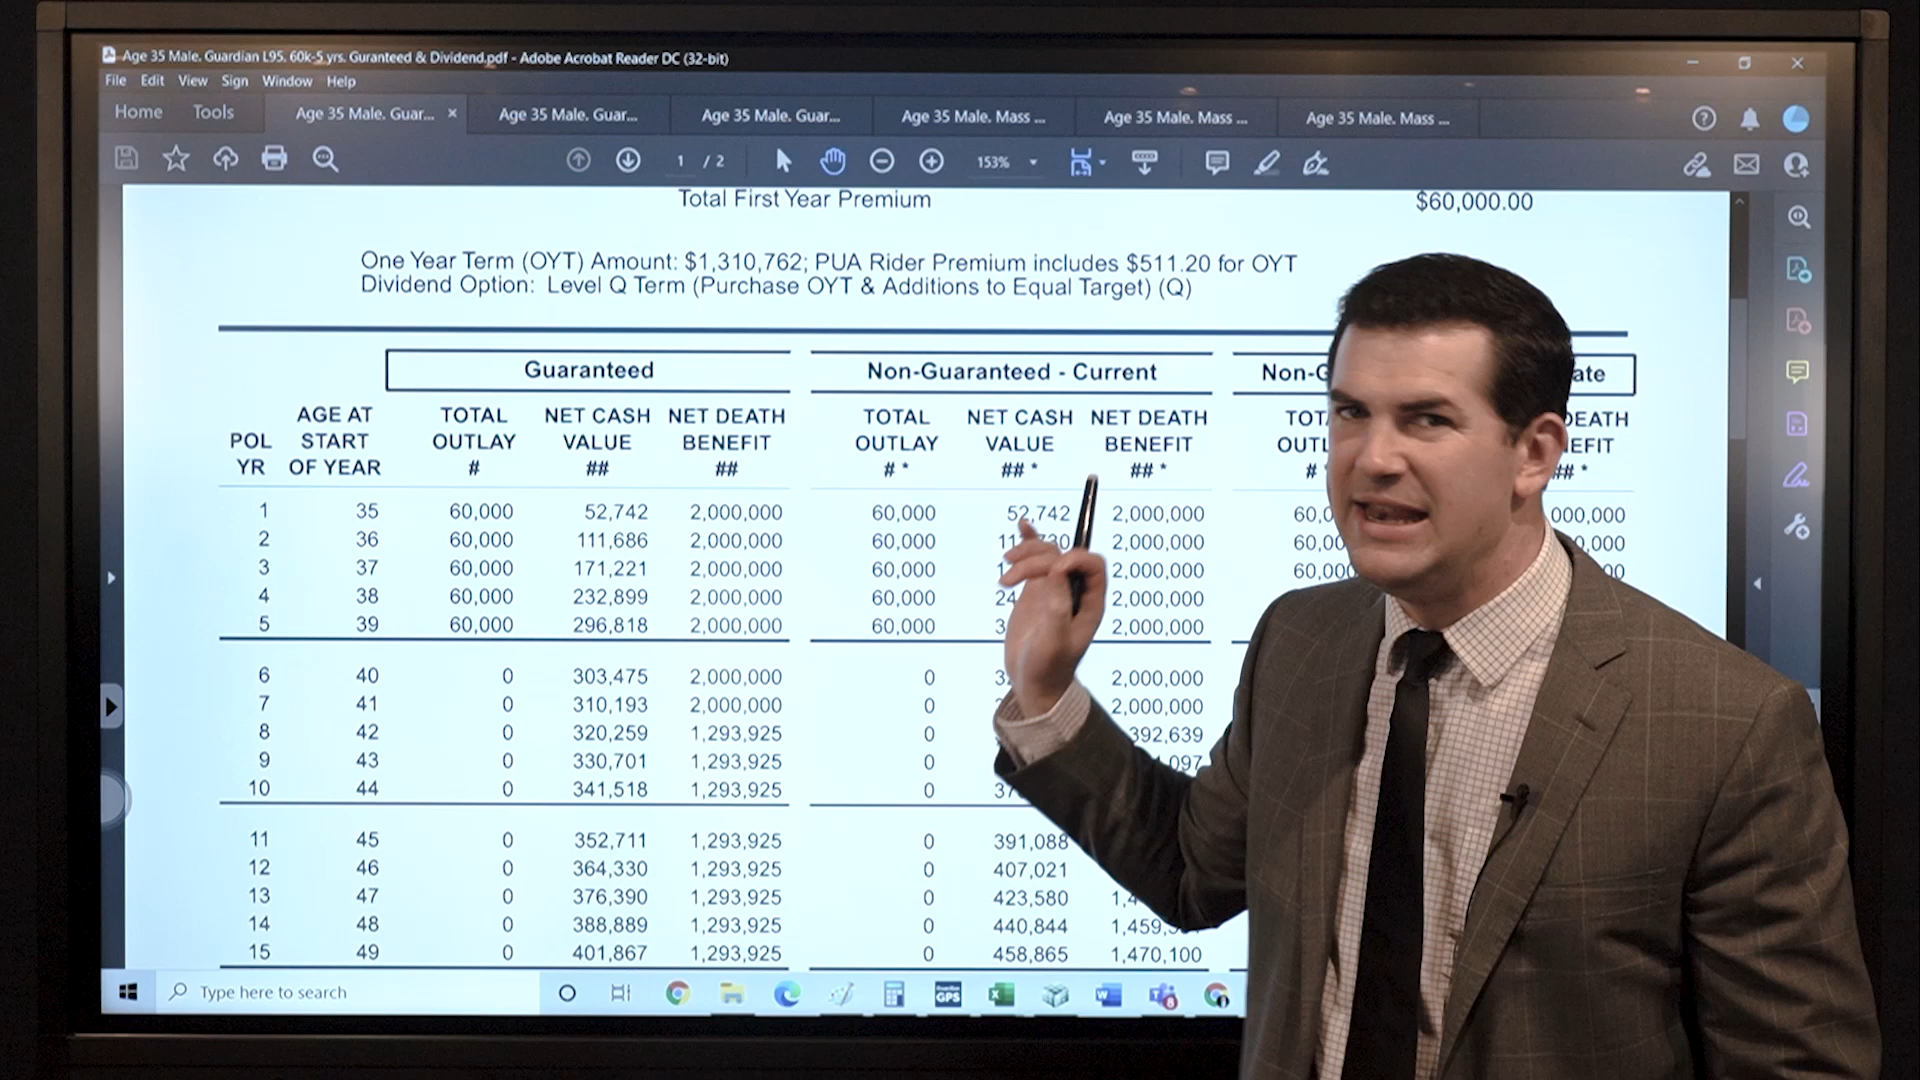 Age 35 Male. Guardian L95. 60k-5 yrs. Guranteed & Dividend.pdf - Adobe Acrobat Reader DC (32-bit)
File Edit View Sign Window Help
Home Tools Age 35 Male. Guar... × Age 35 Male. Guar... Age 35 Male. Guar... Age 35 Male. Mass ... Age 35 Male. Mass ... Age 35 Male. Mass ...
1 / 2 153%
Total First Year Premium $60,000.00
One Year Term (OYT) Amount: $1,310,762; PUA Rider Premium includes $511.20 for OYT
Dividend Option: Level Q Term (Purchase OYT & Additions to Equal Target) (Q)
Guaranteed Non-Guaranteed - Current
AGE AT TOTAL NET CASH NET DEATH TOTAL NET CASH NET DEATH
POL START OUTLAY VALUE BENEFIT OUTLAY VALUE BENEFIT
YR OF YEAR # ## ## # * ## * ## * # ## *
1 35 60,000 52,742 2,000,000 60,000 52,742 2,000,000
2 36 60,000 111,686 2,000,000 60,000 2,000,000
3 37 60,000 171,221 2,000,000 60,000 2,000,000 60,000
4 38 60,000 232,899 2,000,000 60,000 2,000,000
5 39 60,000 296,818 2,000,000 60,000 2,000,000
6 40 0 303,475 2,000,000 0 2,000,000
7 41 0 310,193 2,000,000 0 2,000,000
8 42 0 320,259 1,293,925 0
9 43 0 330,701 1,293,925 0
10 44 0 341,518 1,293,925 0
11 45 0 352,711 1,293,925 0 391,088
12 46 0 364,330 1,293,925 0 407,021
13 47 0 376,390 1,293,925 0 423,580
14 48 0 388,889 1,293,925 0 440,844
15 49 0 401,867 1,293,925 0 458,865 1,470,100
Type here to search GPS